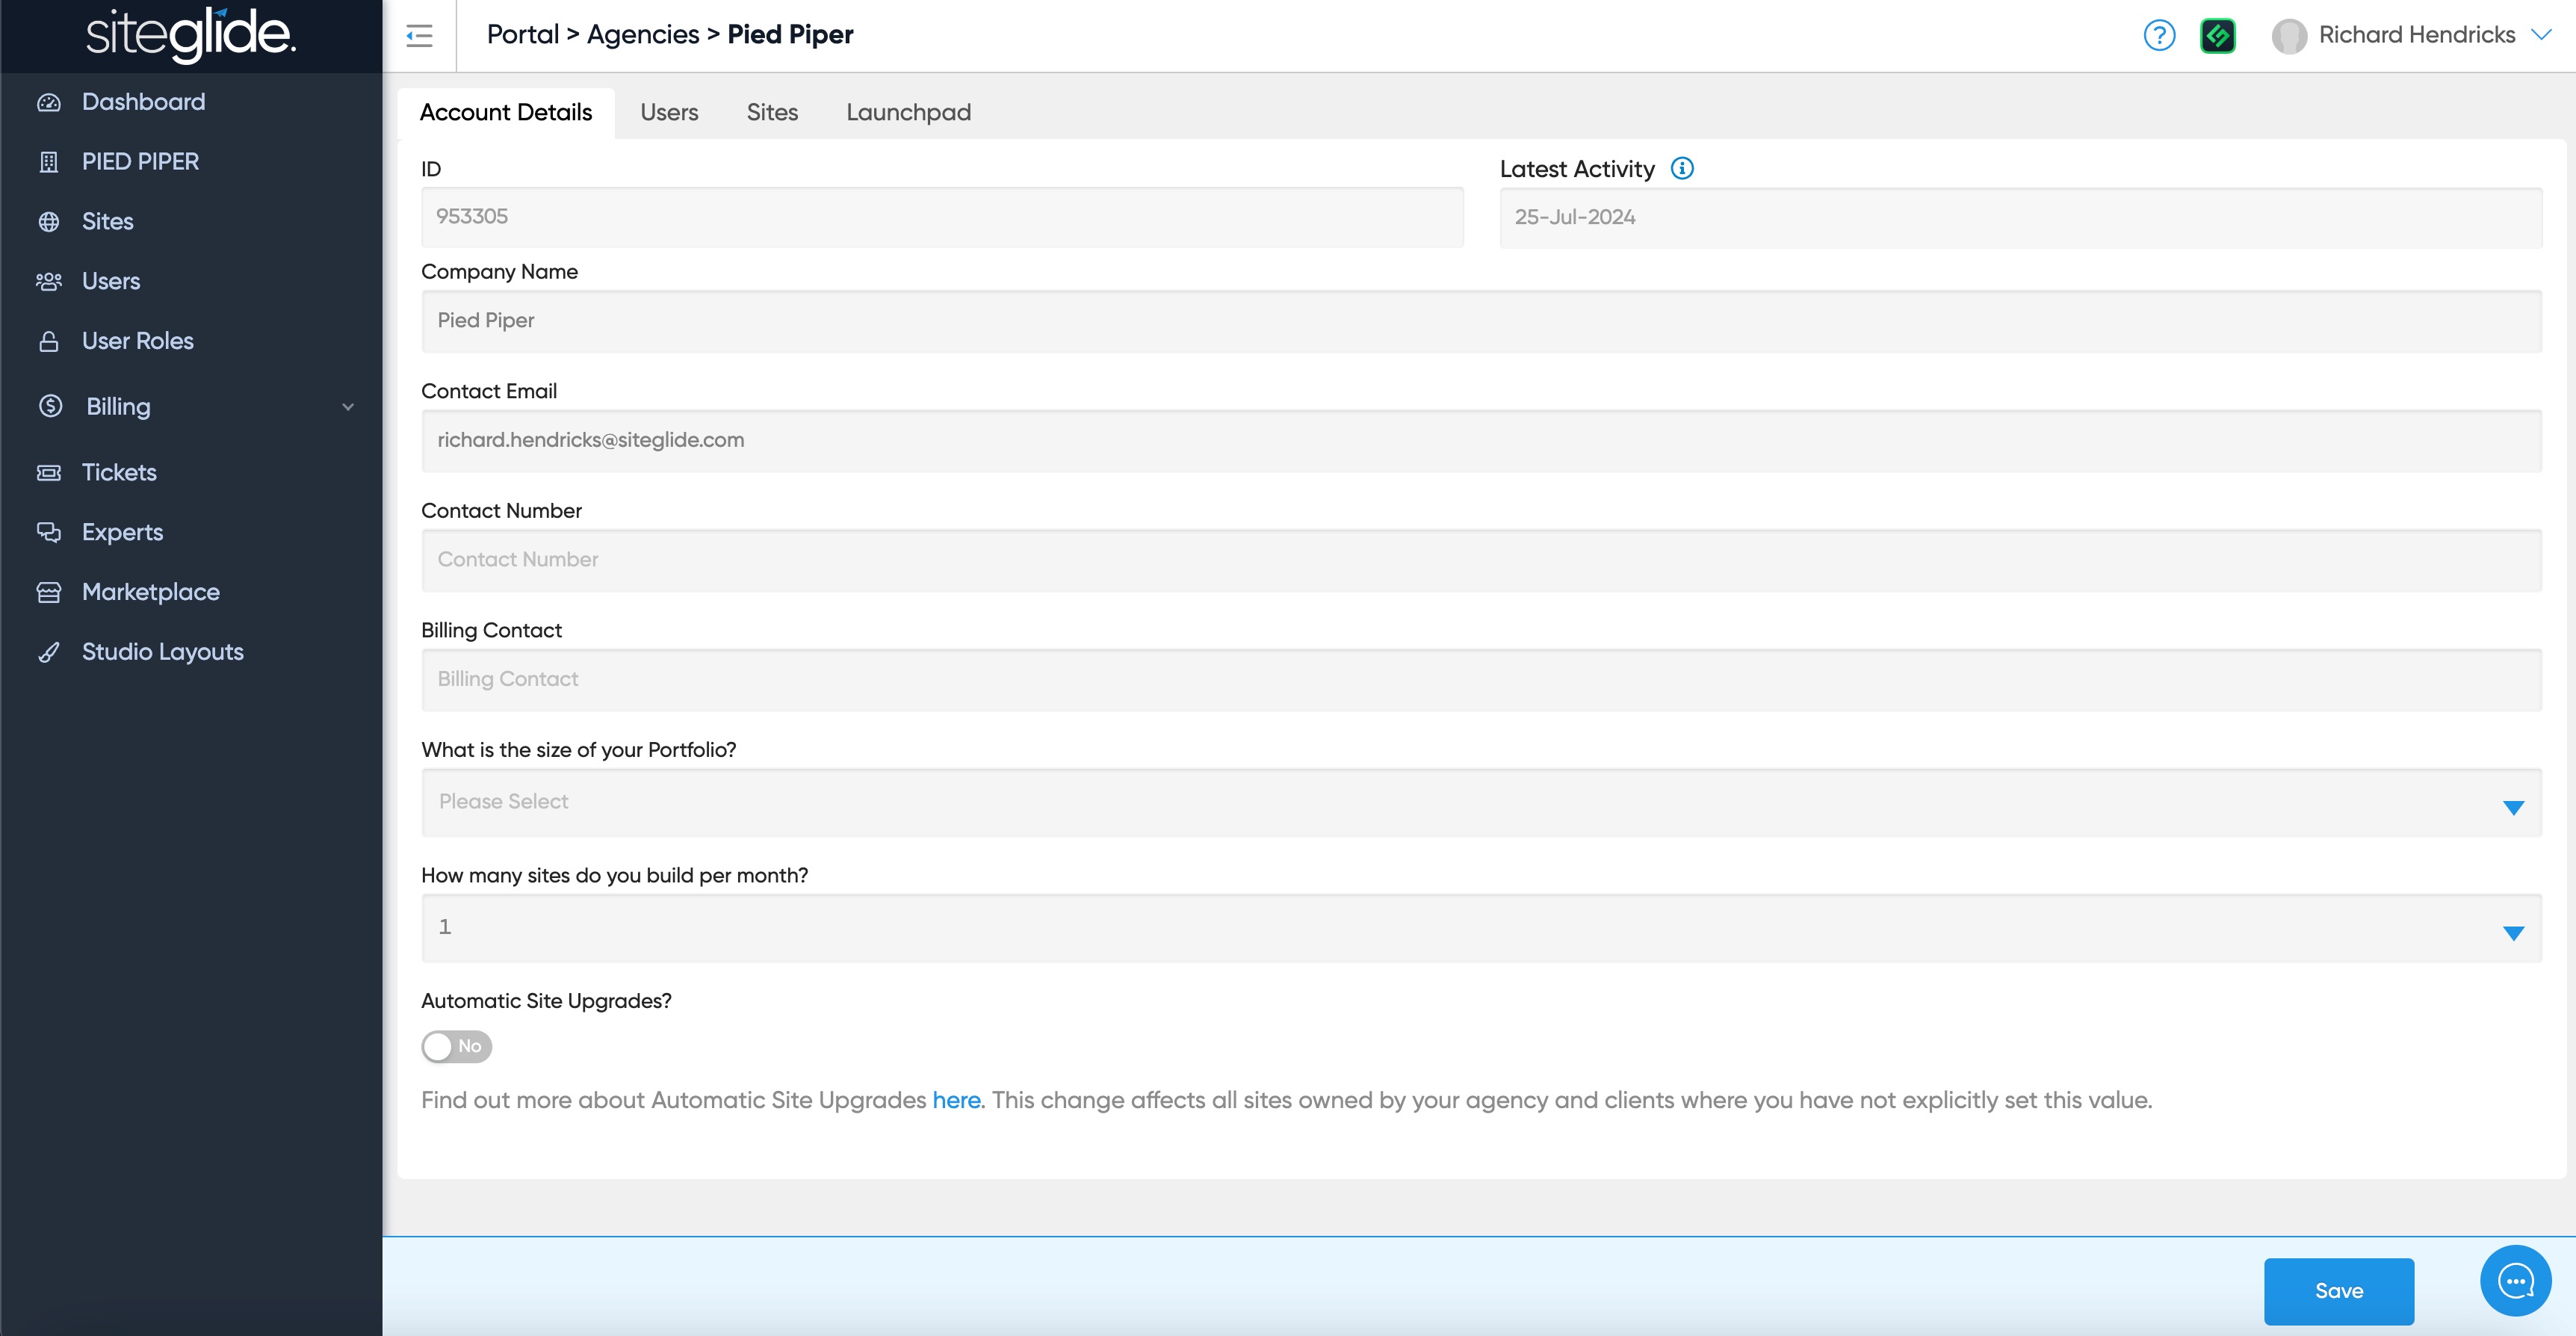 siteglide.
Portal > Agencies > Pied Piper
Richard Hendricks
Dashboard
PIED PIPER
Sites
Users
User Roles
Billing
Tickets
Experts
Marketplace
Studio Layouts
Account Details
Users
Sites
Launchpad
ID
953305
Latest Activity
25-Jul-2024
Company Name
Pied Piper
Contact Email
richard.hendricks@siteglide.com
Contact Number
Contact Number
Billing Contact
Billing Contact
What is the size of your Portfolio?
Please Select
How many sites do you build per month?
1
Automatic Site Upgrades?
No
Find out more about Automatic Site Upgrades here. This change affects all sites owned by your agency and clients where you have not explicitly set this value.
Save